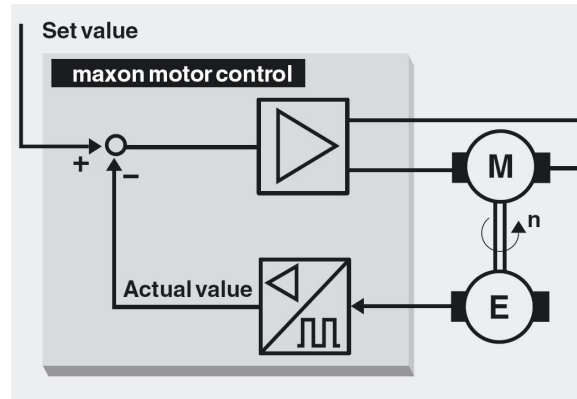 Set value
maxon motor control
+
−
M
n
Actual value
E